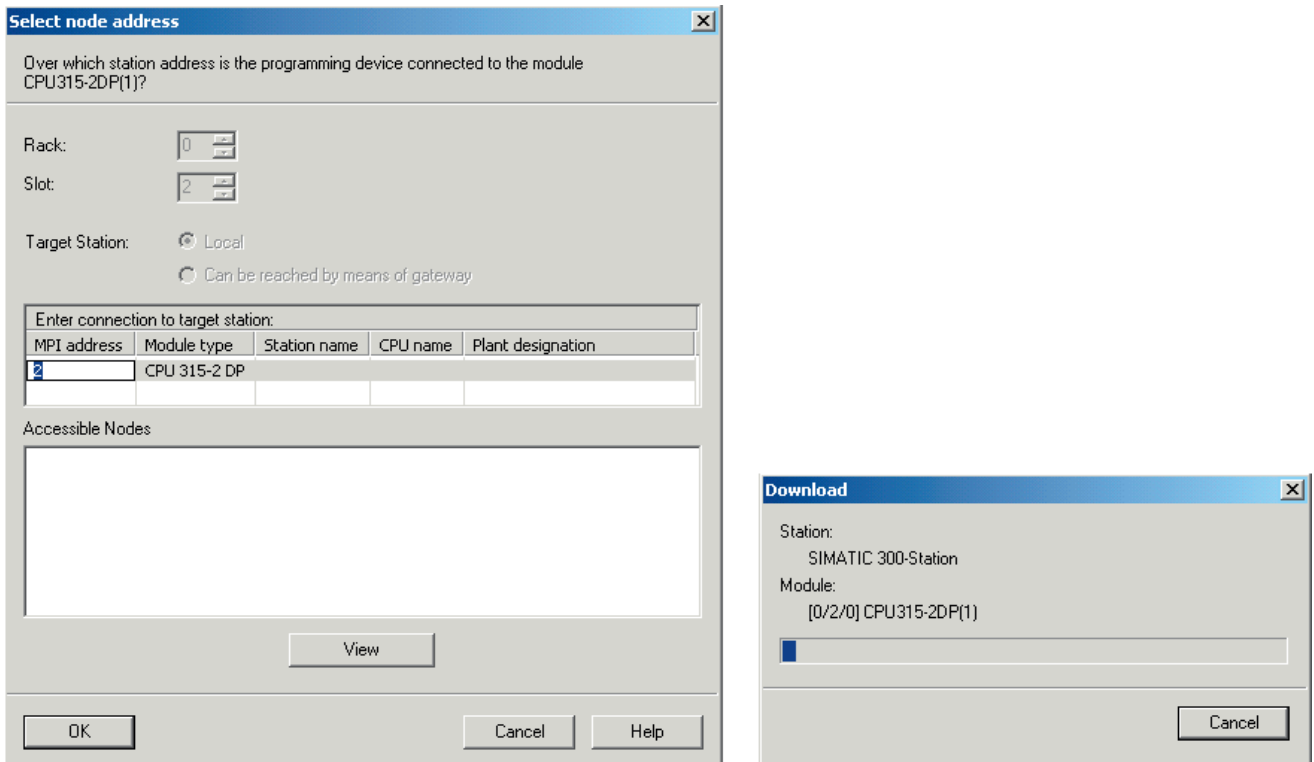 Select node address
Over which station address is the programming device connected to the module
CPU315-2DP(1)?
Rack: 0
Slot: 2
Target Station: Local
Can be reached by means of gateway
Enter connection to target station:
MPI address Module type Station name CPU name Plant designation
2 CPU 315-2 DP
Accessible Nodes
View
OK Cancel Help
Download
Station:
SIMATIC 300-Station
Module:
[0/2/0] CPU315-2DP(1)
Cancel